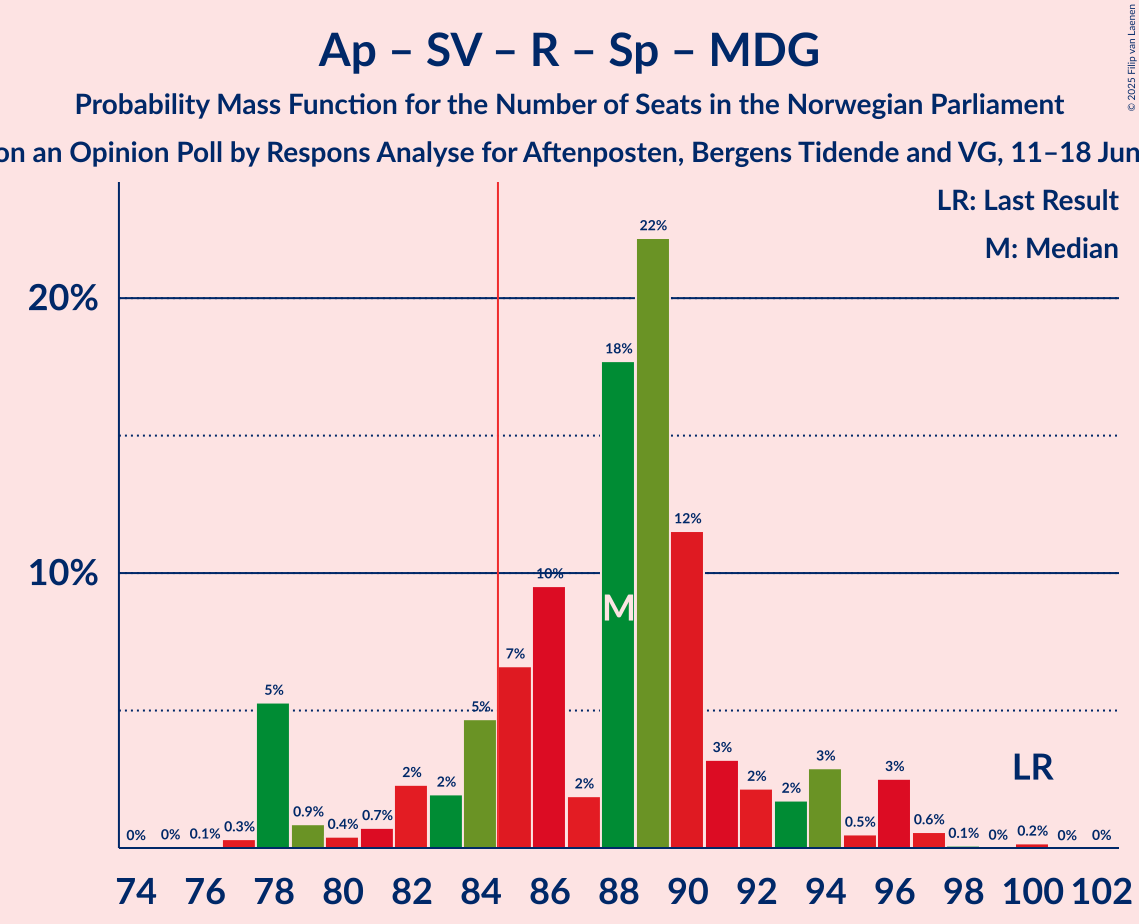 Ap – SV – R – Sp – MDG
Probability Mass Function for the Number of Seats in the Norwegian Parliament
on an Opinion Poll by Respons Analyse for Aftenposten, Bergens Tidende and VG, 11–18 Jun
© 2025 Filip van Laenen
LR: Last Result
M: Median
20%
10%
0% 0% 0.1% 0.3% 5% 0.9% 0.4% 0.7% 2% 2% 5% 7% 10% 2% 18% 22% 12% 3% 2% 2% 3% 0.5% 3% 0.6% 0.1% 0% 0.2% 0% 0%
M
LR
74 76 78 80 82 84 86 88 90 92 94 96 98 100 102